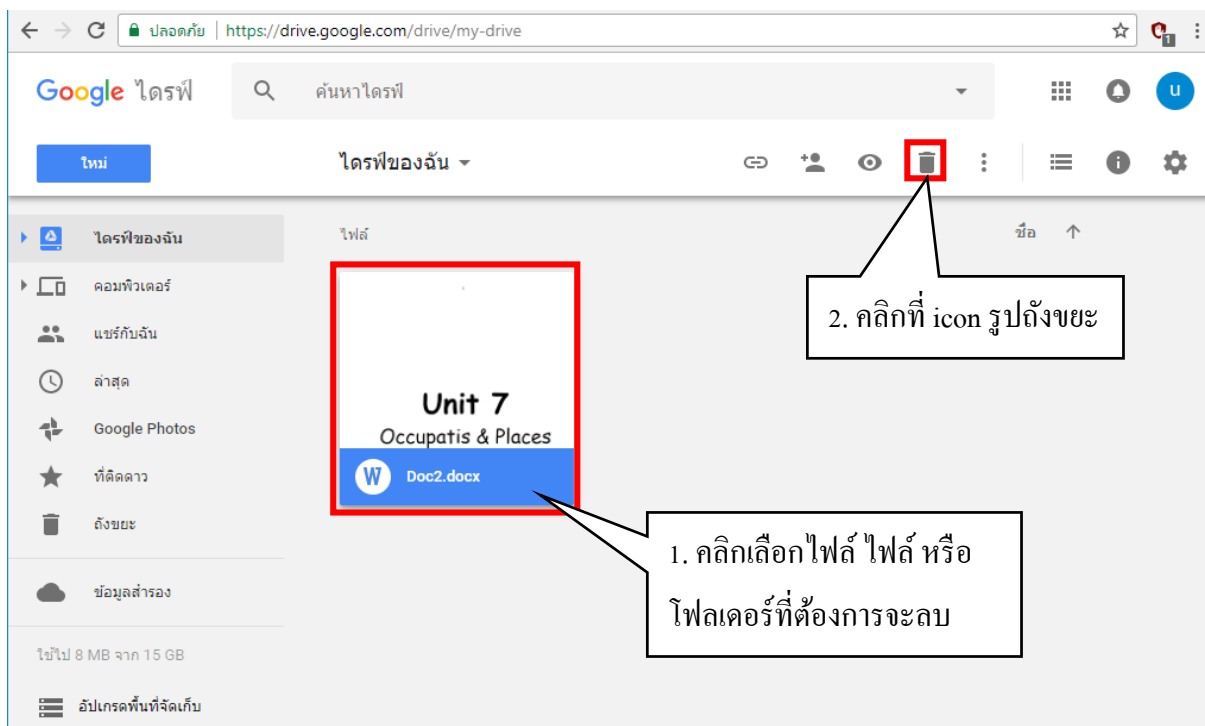 ปลอดภัย https://drive.google.com/drive/my-drive
1
Google ไดรฟ์
ค้นหาไดรฟ์
u
ใหม่
ไดรฟ์ของฉัน
ไดรฟ์ของฉัน
คอมพิวเตอร์
แชร์กับฉัน
ล่าสุด
Google Photos
ที่ติดดาว
ถังขยะ
ข้อมูลสำรอง
ใช้ไป 8 MB จาก 15 GB
อัปเกรดพื้นที่จัดเก็บ
ไฟล์
ชื่อ
Unit 7
Occupatis & Places
W Doc2.docx
2. คลิกที่ icon รูปถังขยะ
1. คลิกเลือกไฟล์ ไฟล์ หรือ
โฟลเดอร์ที่ต้องการจะลบ